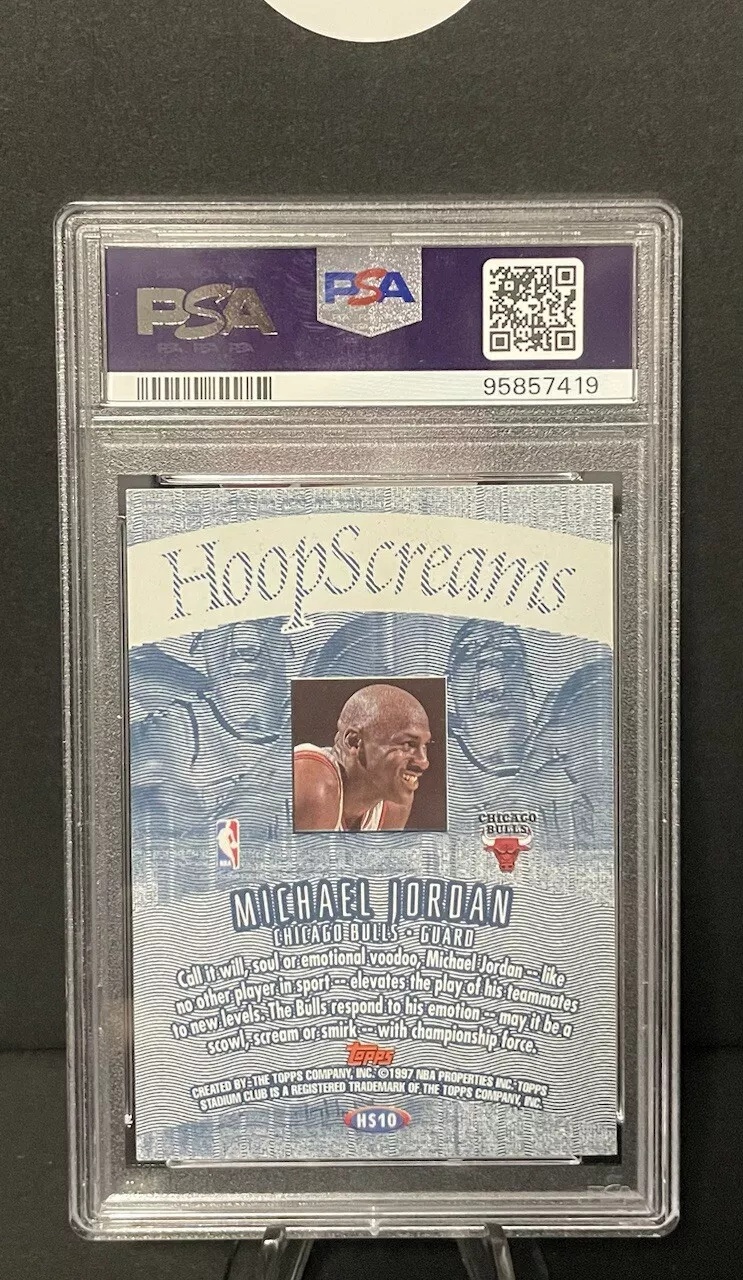 PSA PSA
95857419
HoopScreams
CHICAGO
BULLS
NBA
MICHAEL JORDAN
CHICAGO BULLS • GUARD
Call it will, soul or emotional voodoo, Michael Jordan -- like
no other player in sport -- elevates the play of his teammates
to new levels. The Bulls respond to his emotion -- may it be a
scowl, scream or smirk -- with championship force.
Topps
CREATED BY THE TOPPS COMPANY, INC. ©1997 NBA PROPERTIES INC. TOPPS
STADIUM CLUB IS A REGISTERED TRADEMARK OF THE TOPPS COMPANY, INC.
HS10